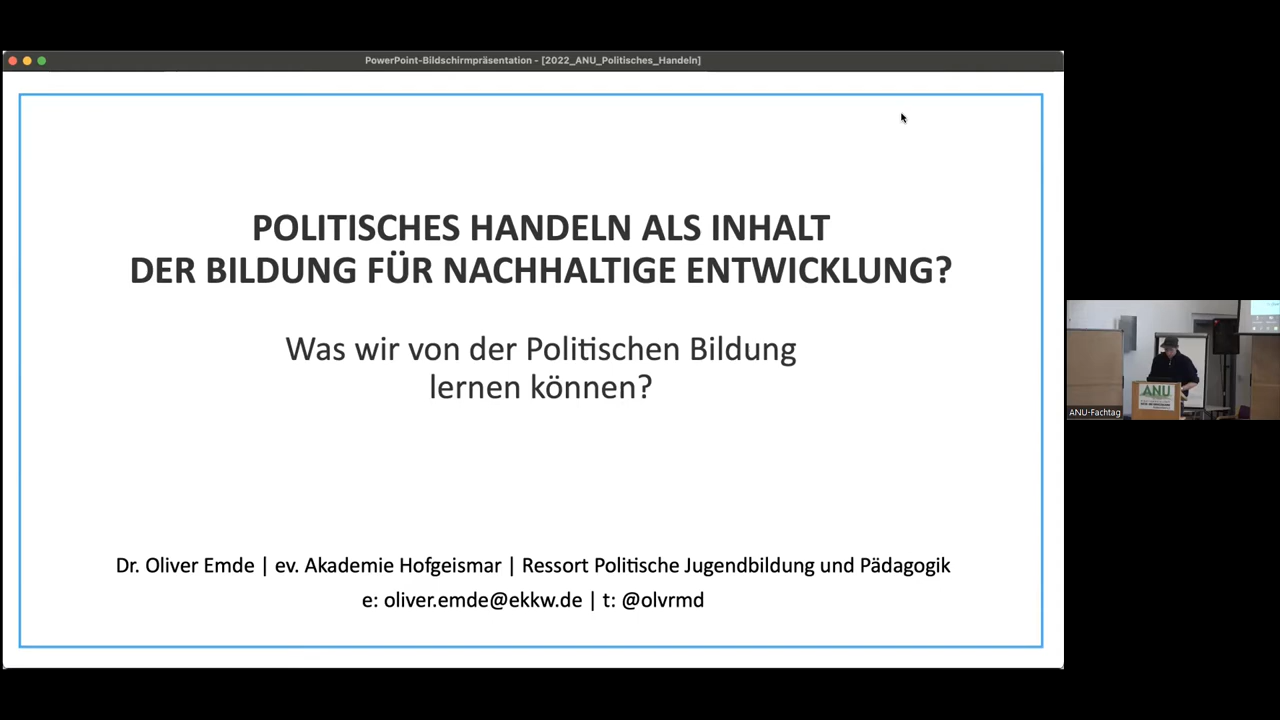 PowerPoint-Bildschirmpräsentation - [2022_ANU_Politisches_Handeln]
POLITISCHES HANDELN ALS INHALT
DER BILDUNG FÜR NACHHALTIGE ENTWICKLUNG?
Was wir von der Politischen Bildung
lernen können?
Dr. Oliver Emde | ev. Akademie Hofgeismar | Ressort Politische Jugendbildung und Pädagogik
e: oliver.emde@ekkw.de | t: @olvrmd
ANU
ANU-Fachtag